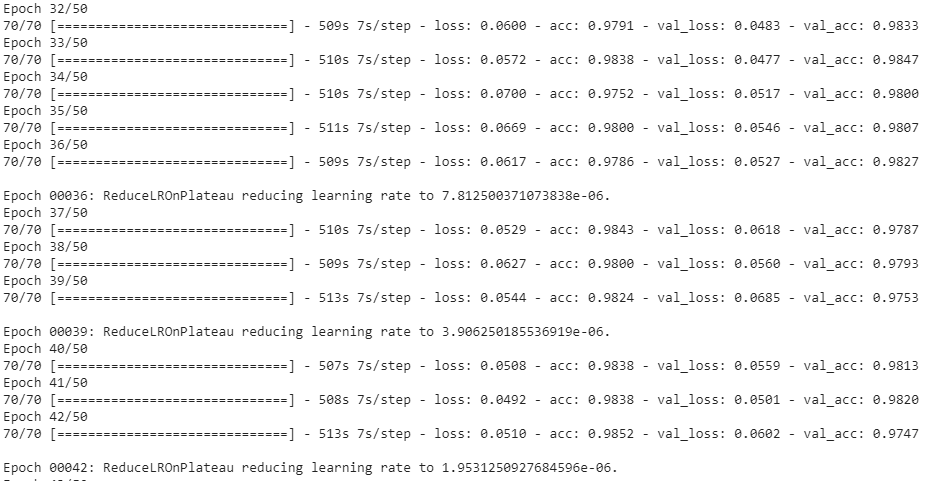 Epoch 32/50
70/70 [==============================] - 509s 7s/step - loss: 0.0600 - acc: 0.9791 - val_loss: 0.0483 - val_acc: 0.9833
Epoch 33/50
70/70 [==============================] - 510s 7s/step - loss: 0.0572 - acc: 0.9838 - val_loss: 0.0477 - val_acc: 0.9847
Epoch 34/50
70/70 [==============================] - 510s 7s/step - loss: 0.0700 - acc: 0.9752 - val_loss: 0.0517 - val_acc: 0.9800
Epoch 35/50
70/70 [==============================] - 511s 7s/step - loss: 0.0669 - acc: 0.9800 - val_loss: 0.0546 - val_acc: 0.9807
Epoch 36/50
70/70 [==============================] - 509s 7s/step - loss: 0.0617 - acc: 0.9786 - val_loss: 0.0527 - val_acc: 0.9827
Epoch 00036: ReduceLROnPlateau reducing learning rate to 7.812500371073838e-06.
Epoch 37/50
70/70 [==============================] - 510s 7s/step - loss: 0.0529 - acc: 0.9843 - val_loss: 0.0618 - val_acc: 0.9787
Epoch 38/50
70/70 [==============================] - 509s 7s/step - loss: 0.0627 - acc: 0.9800 - val_loss: 0.0560 - val_acc: 0.9793
Epoch 39/50
70/70 [==============================] - 513s 7s/step - loss: 0.0544 - acc: 0.9824 - val_loss: 0.0685 - val_acc: 0.9753
Epoch 00039: ReduceLROnPlateau reducing learning rate to 3.906250185536919e-06.
Epoch 40/50
70/70 [==============================] - 507s 7s/step - loss: 0.0508 - acc: 0.9838 - val_loss: 0.0559 - val_acc: 0.9813
Epoch 41/50
70/70 [==============================] - 508s 7s/step - loss: 0.0492 - acc: 0.9838 - val_loss: 0.0501 - val_acc: 0.9820
Epoch 42/50
70/70 [==============================] - 513s 7s/step - loss: 0.0510 - acc: 0.9852 - val_loss: 0.0602 - val_acc: 0.9747
Epoch 00042: ReduceLROnPlateau reducing learning rate to 1.9531250927684596e-06.